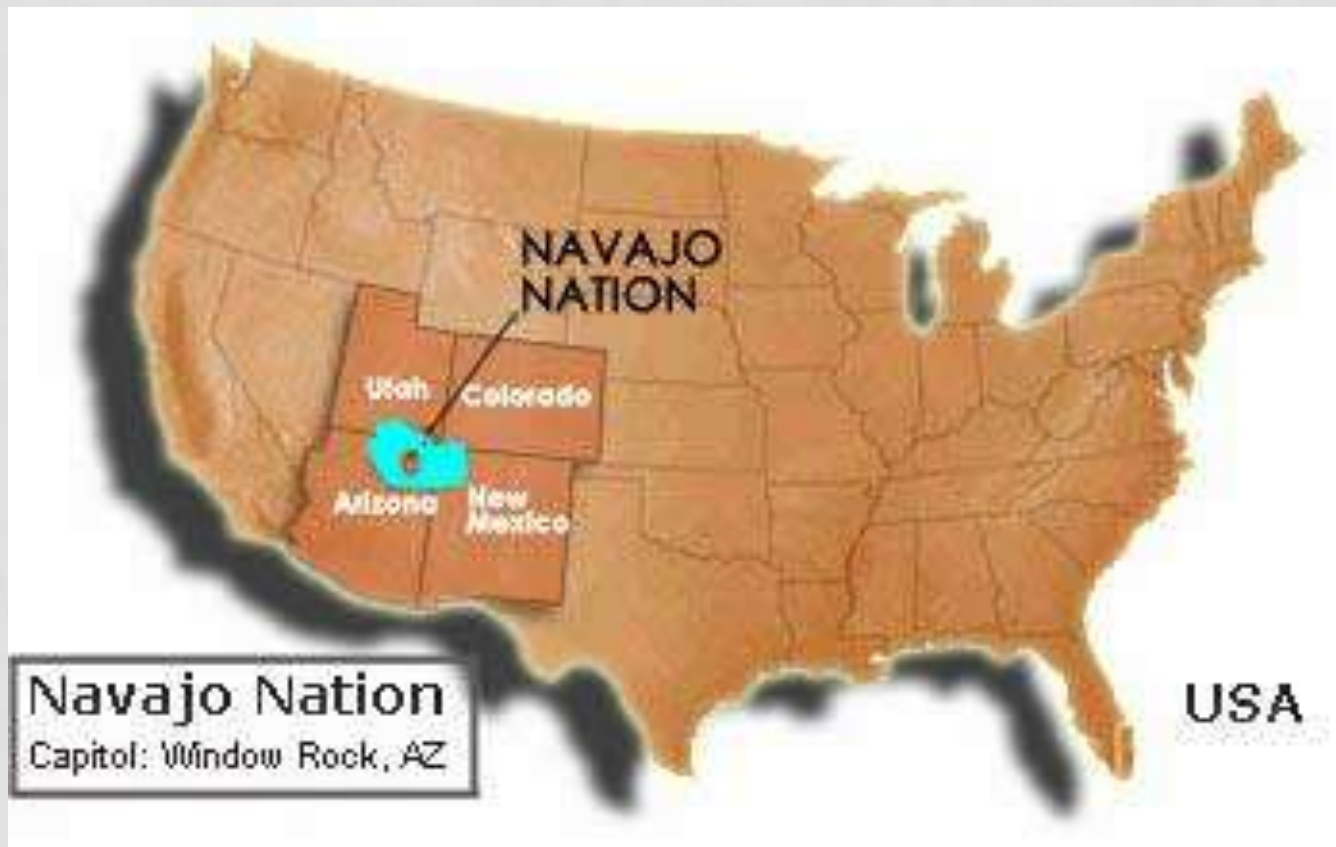 NAVAJO
NATION
Utah
Colorado
Arizona
New
Mexico
Navajo Nation
Capitol: Window Rock, AZ
USA